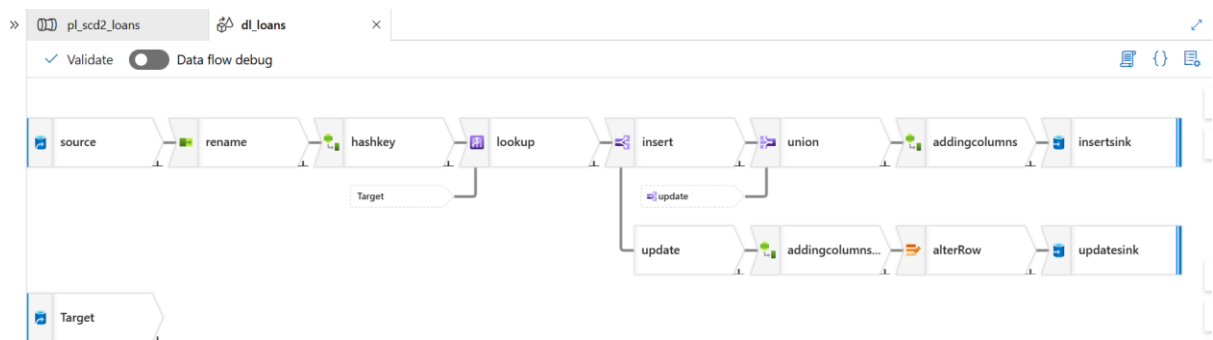 pl_scd2_loans
dl_loans
Validate
Data flow debug
source
rename
hashkey
lookup
insert
union
addingcolumns
insertsink
Target
update
update
addingcolumns...
alterRow
updatesink
Target